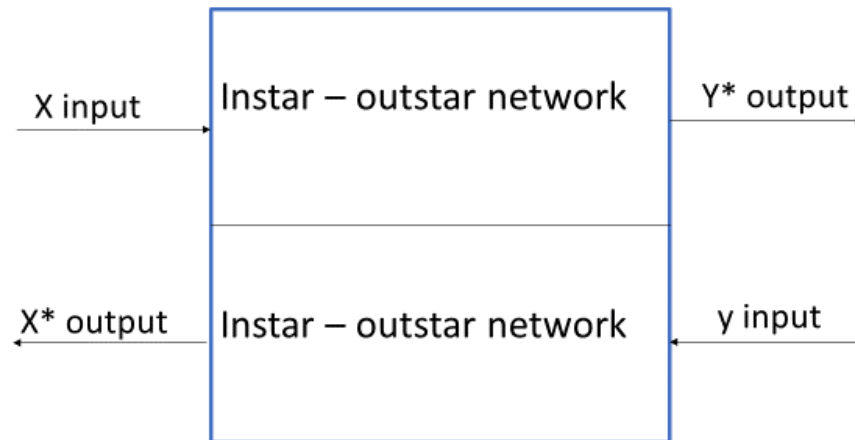 X input
Instar – outstar network
Y* output
X* output
Instar – outstar network
y input